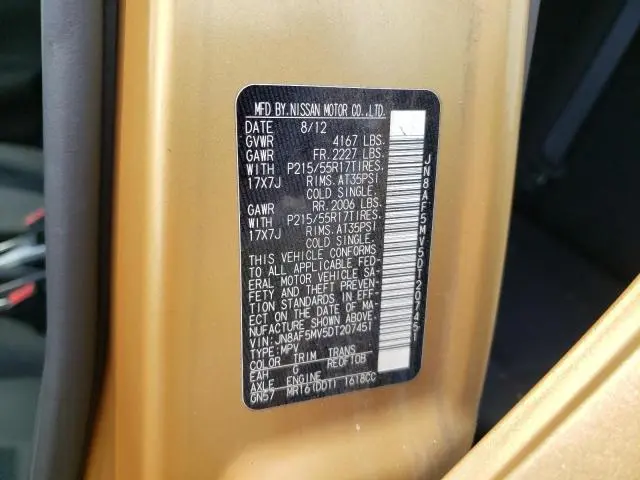 MFD BY.NISSAN MOTOR CO.,LTD.
DATE 8/12
GVWR 4167 LBS.
GAWR FR. 2227 LBS.
WITH P215/55R17TIRES.
17X7J RIMS. AT35PSI
COLD SINGLE.
GAWR RR. 2006 LBS.
WITH P215/55R17TIRES.
17X7J RIMS. AT35PSI
COLD SINGLE.
THIS VEHICLE CONFORMS
TO ALL APPLICABLE FED-
ERAL MOTOR VEHICLE SA-
FETY AND THEFT PREVEN-
TION STANDARDS IN EFF-
ECT ON THE DATE OF MA-
NUFACTURE SHOWN ABOVE.
VIN:JN8AF5MV5DT207451
TYPE:MPV
COLOR TRIM TRANS
EAH G RE0F10B
AXLE ENGINE
GN57 MR16(DDT) 1618CC
JN8AF5MV5DT207451